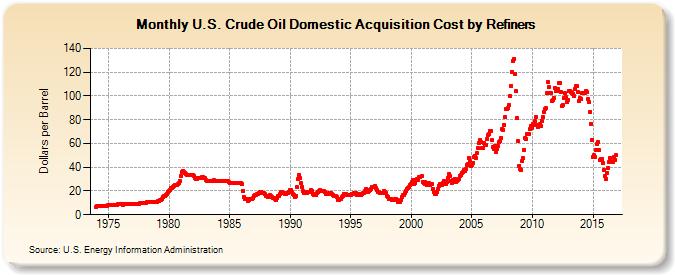 Monthly U.S. Crude Oil Domestic Acquisition Cost by Refiners
Dollars per Barrel
140
120
100
80
60
40
20
0
1975 1980 1985 1990 1995 2000 2005 2010 2015
Source: U.S. Energy Information Administration